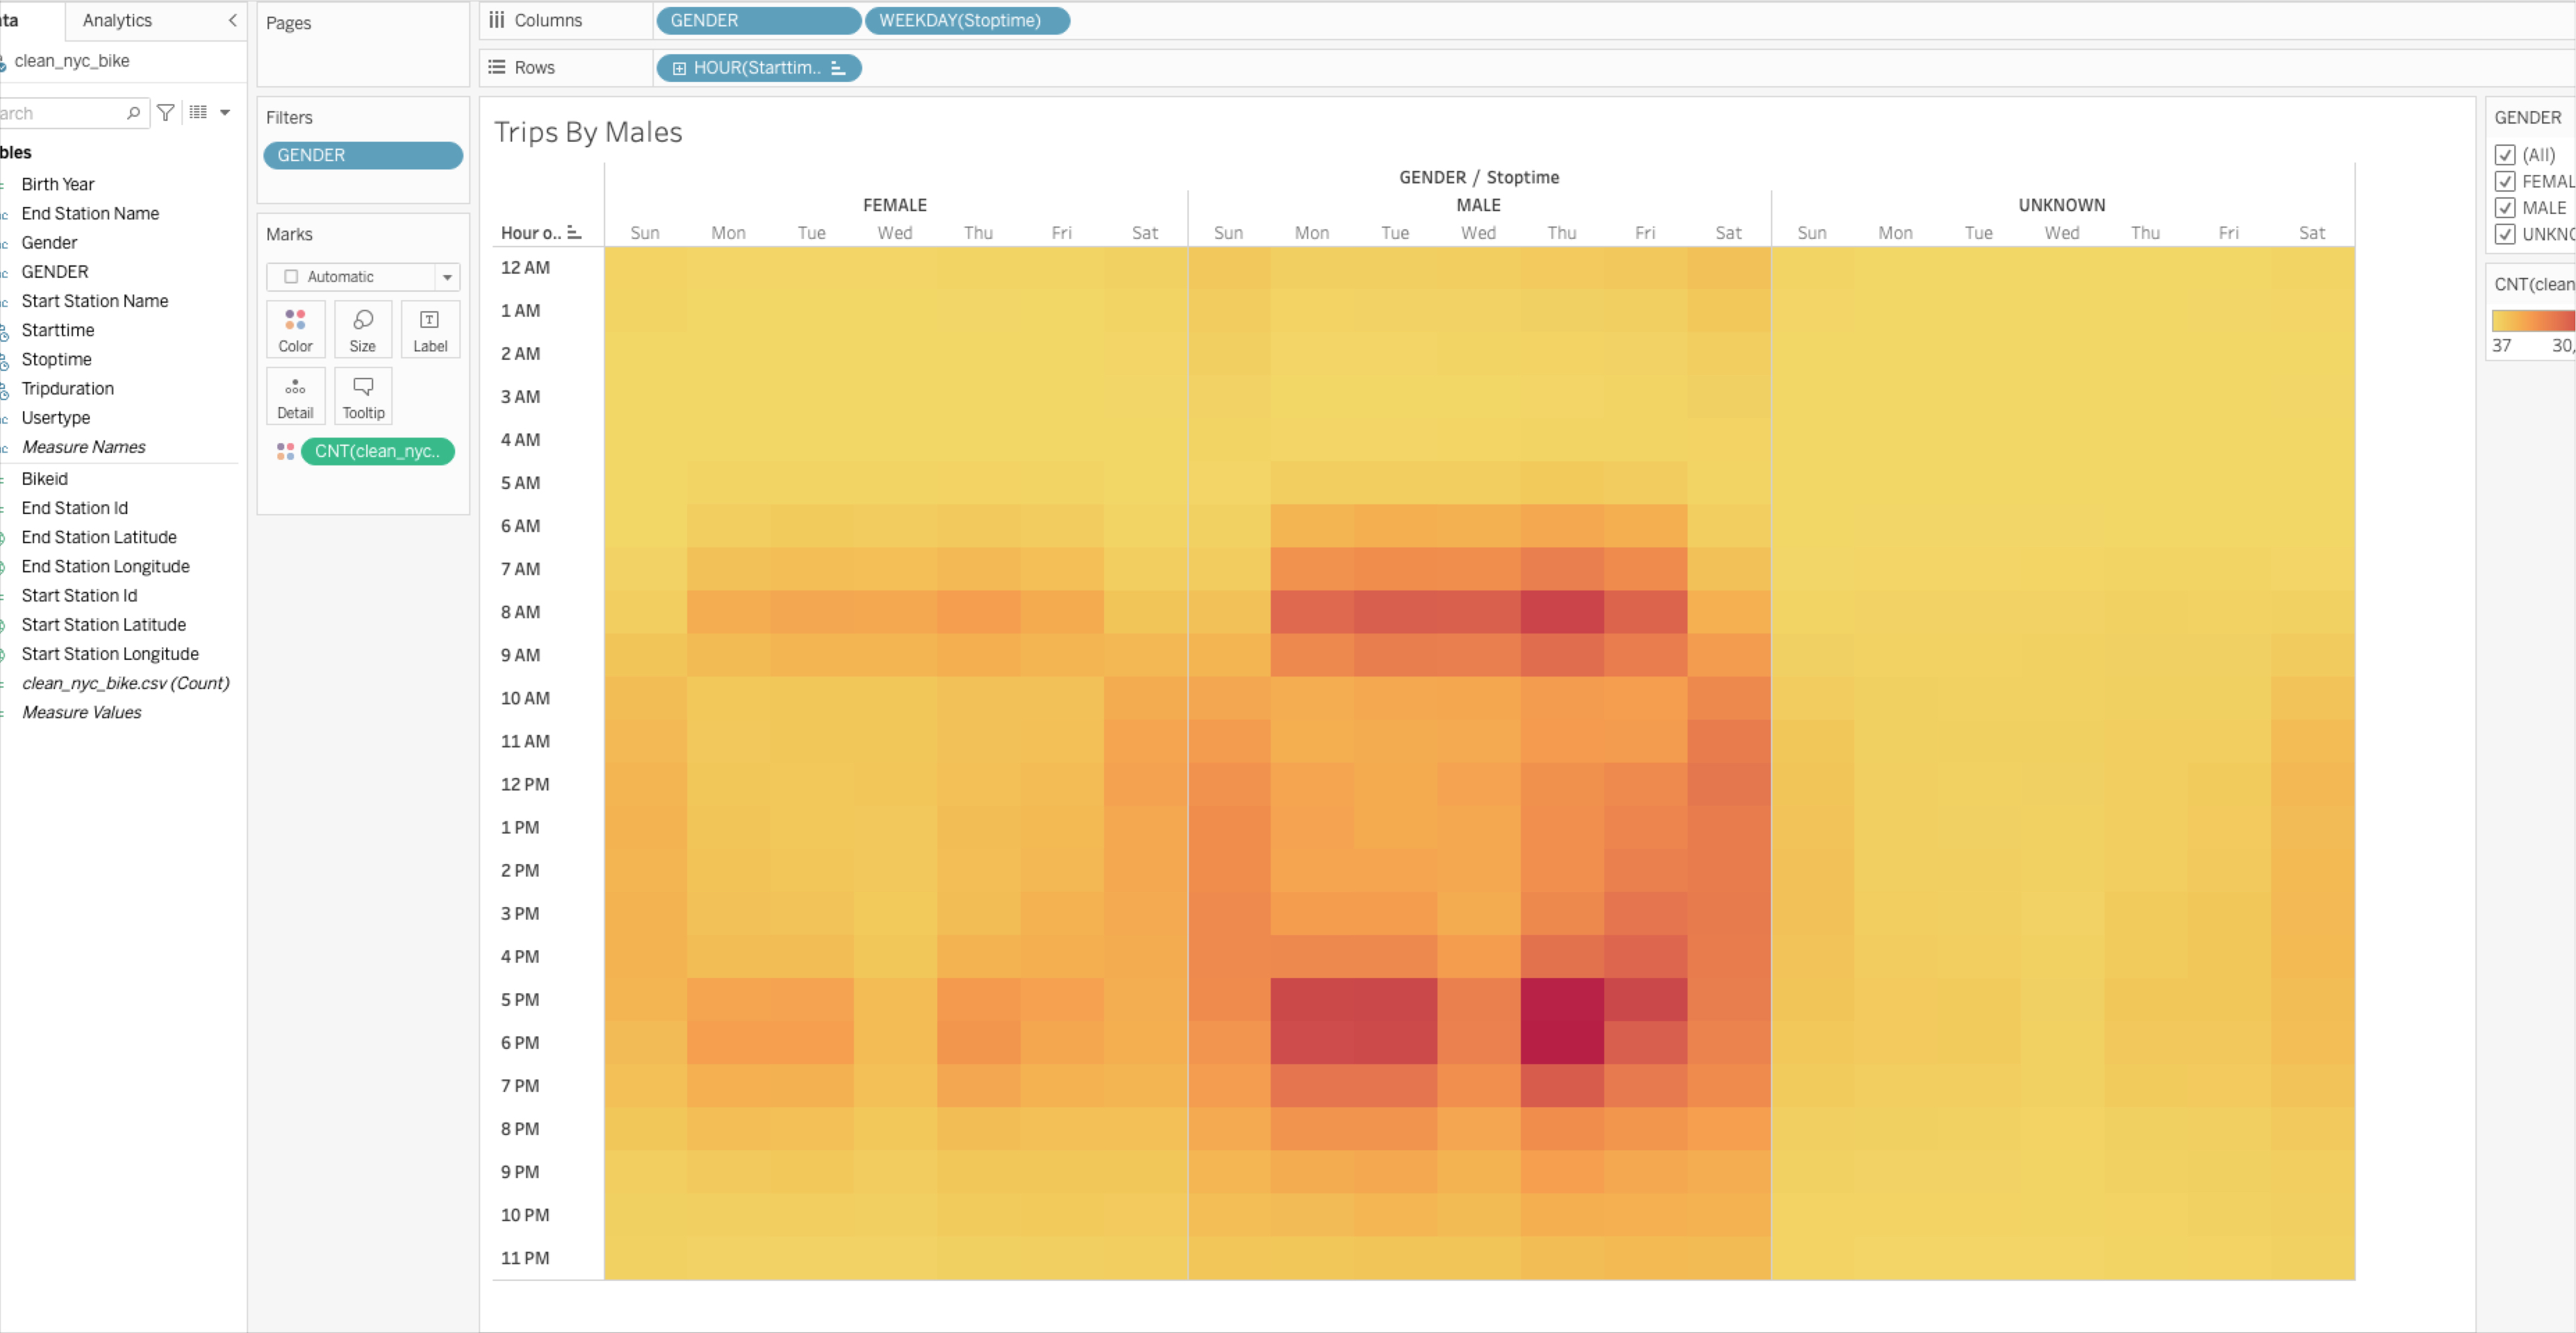 ta Analytics
clean_nyc_bike
arch
bles
Birth Year
End Station Name
Gender
GENDER
Start Station Name
Starttime
Stoptime
Tripduration
Usertype
Measure Names
Bikeid
End Station Id
End Station Latitude
End Station Longitude
Start Station Id
Start Station Latitude
Start Station Longitude
clean_nyc_bike.csv (Count)
Measure Values
Pages
Filters
GENDER
Marks
Automatic
Color Size Label
Detail Tooltip
CNT(clean_nyc..
Columns GENDER WEEKDAY(Stoptime)
Rows HOUR(Starttim..
Trips By Males
GENDER / Stoptime
FEMALE MALE UNKNOWN
Hour o.. Sun Mon Tue Wed Thu Fri Sat Sun Mon Tue Wed Thu Fri Sat Sun Mon Tue Wed Thu Fri Sat
12 AM
1 AM
2 AM
3 AM
4 AM
5 AM
6 AM
7 AM
8 AM
9 AM
10 AM
11 AM
12 PM
1 PM
2 PM
3 PM
4 PM
5 PM
6 PM
7 PM
8 PM
9 PM
10 PM
11 PM
GENDER
(All)
FEMAL
MALE
UNKNO
CNT(clean
37 30,